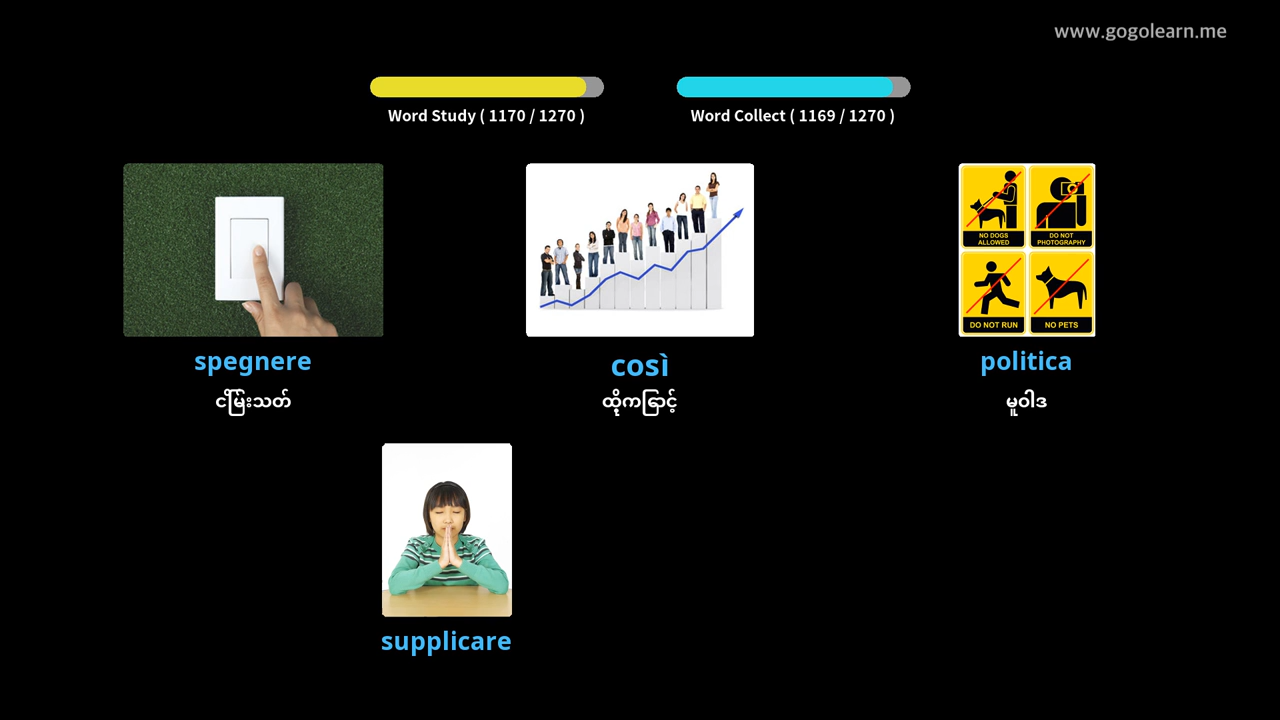 www.gogolearn.me
Word Study ( 1170 / 1270 )
Word Collect ( 1169 / 1270 )
NO DOGS
ALLOWED
DO NOT
PHOTOGRAPHY
DO NOT RUN
NO PETS
spegnere
così
politica
ငြိမ်းသတ်
ထို့ကြောင့်
မူဝါဒ
supplicare